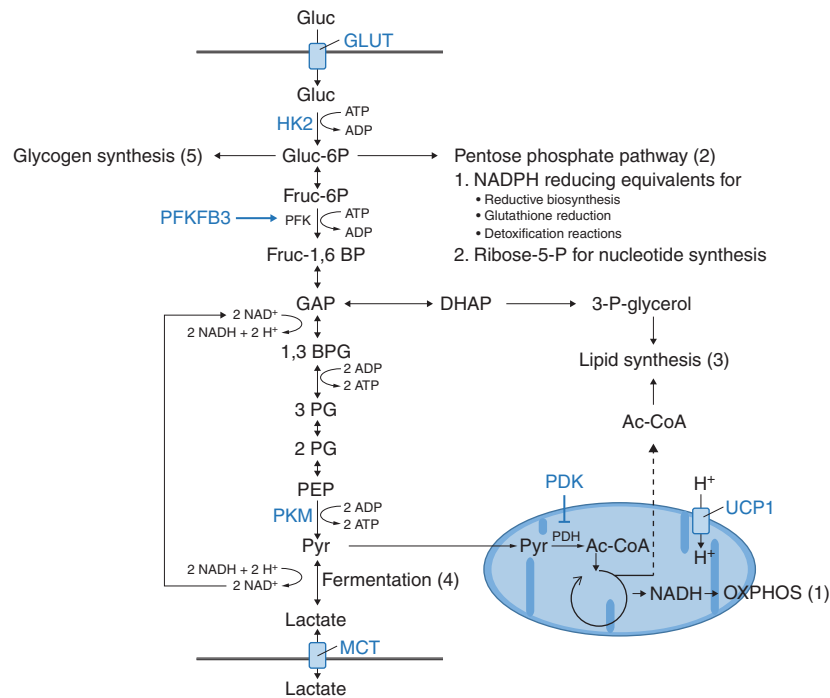 Gluc
GLUT
Gluc
HK2
ATP
ADP
Glycogen synthesis (5)
Gluc-6P
Pentose phosphate pathway (2)
1. NADPH reducing equivalents for
• Reductive biosynthesis
• Glutathione reduction
• Detoxification reactions
2. Ribose-5-P for nucleotide synthesis
Fruc-6P
PFKFB3
PFK
ATP
ADP
Fruc-1,6 BP
GAP
DHAP
3-P-glycerol
2 NAD⁺
2 NADH + 2 H⁺
1,3 BPG
Lipid synthesis (3)
2 ADP
2 ATP
3 PG
Ac-CoA
2 PG
PEP
PDK
H⁺
PKM
2 ADP
2 ATP
UCP1
Pyr
Pyr
PDH
Ac-CoA
H⁺
2 NADH + 2 H⁺
2 NAD⁺
Fermentation (4)
NADH
OXPHOS (1)
Lactate
MCT
Lactate